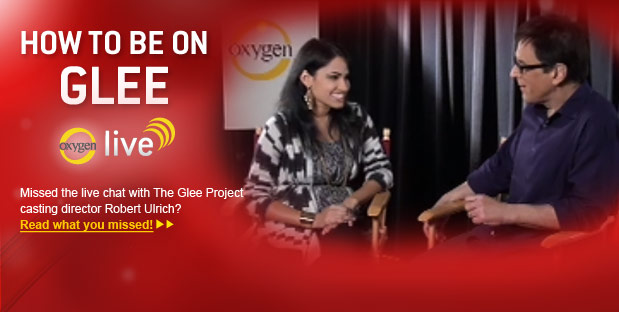 HOW TO BE ON
GLEE
oxygen
oxygen live
Missed the live chat with The Glee Project
casting director Robert Ulrich?
Read what you missed!